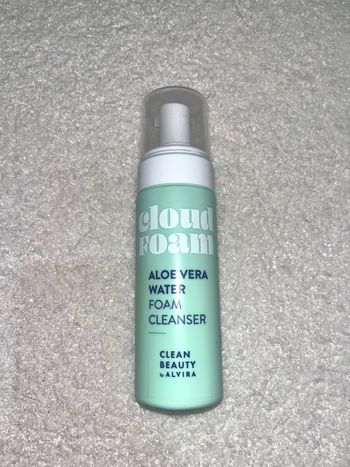 cloud
Foam
ALOE VERA
WATER
FOAM
CLEANSER
CLEAN
BEAUTY
by ALVIRA